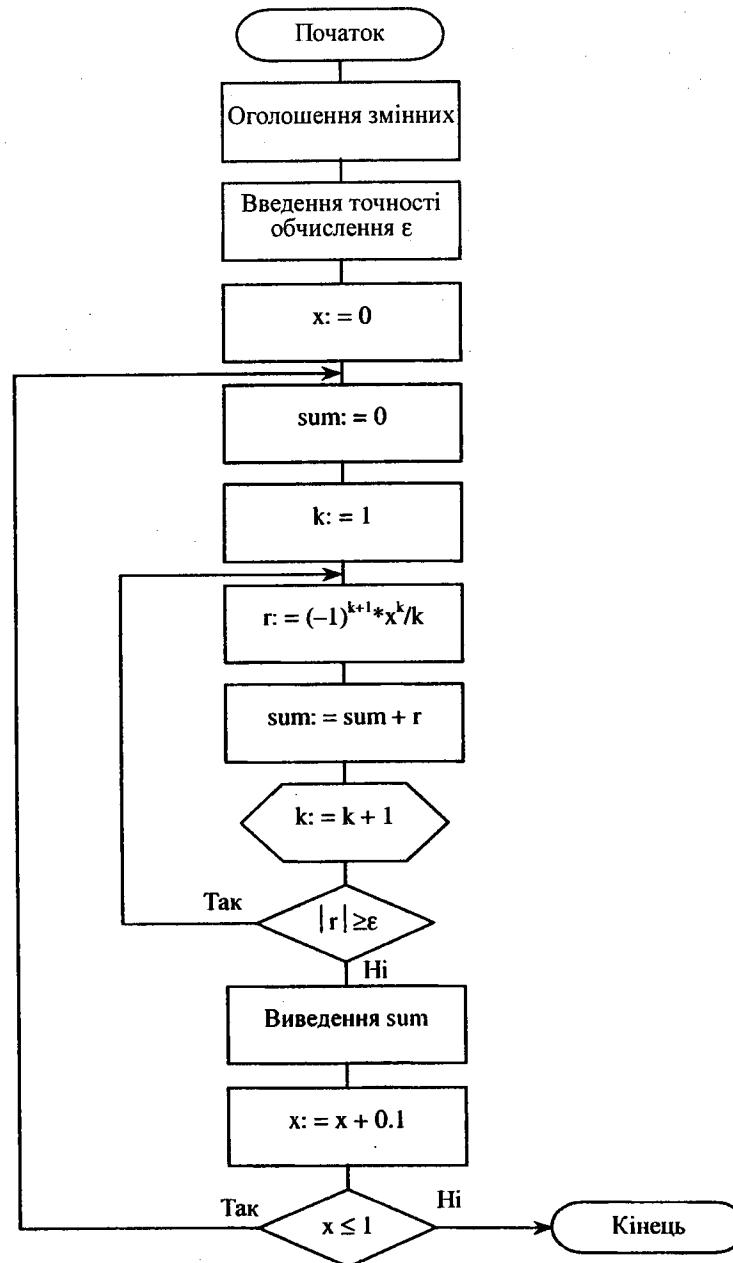 Початок
Оголошення змінних
Введення точності
обчислення ε
x: = 0
sum: = 0
k: = 1
r: = (–1)^{k+1}*x^k/k
sum: = sum + r
k: = k + 1
Так
|r| ≥ε
Ні
Виведення sum
x: = x + 0.1
Так
x ≤ 1
Ні
Кінець